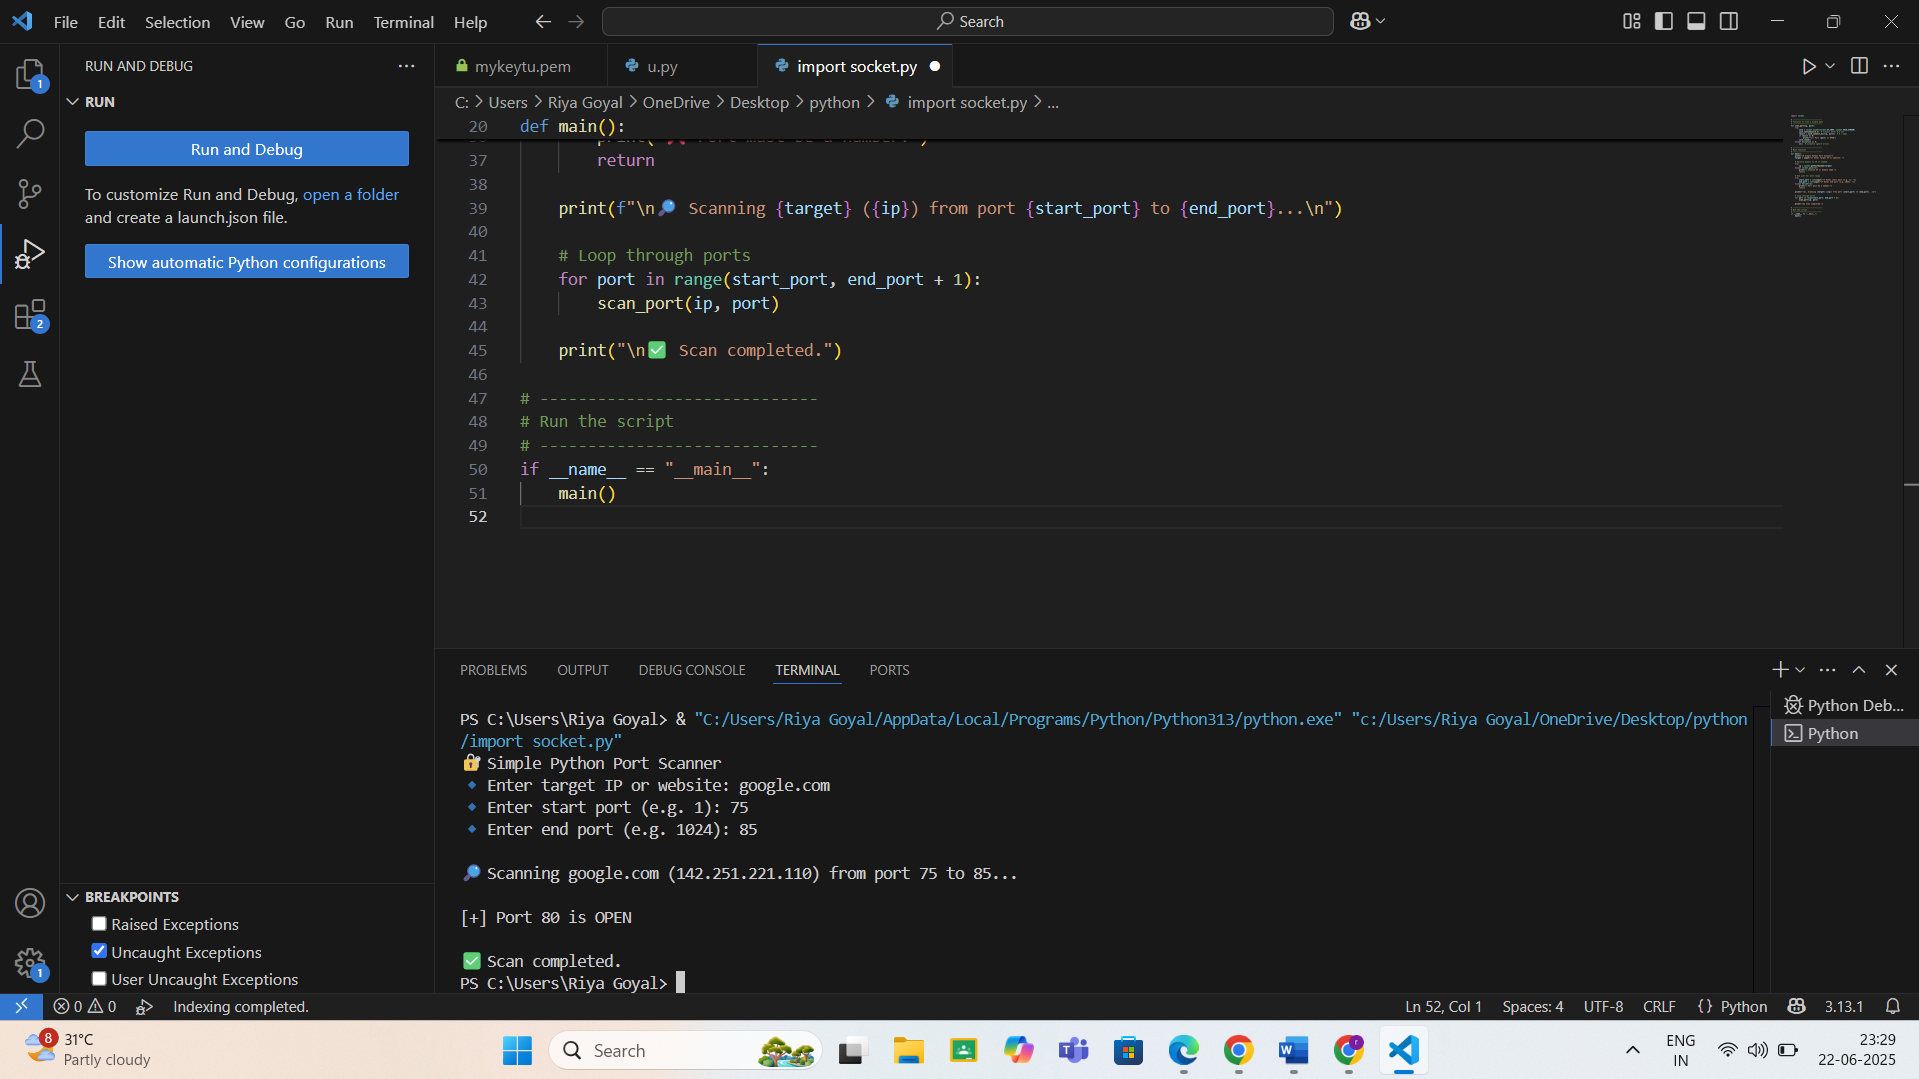 File Edit Selection View Go Run Terminal Help
Search
RUN AND DEBUG
RUN
Run and Debug
To customize Run and Debug, open a folder
and create a launch.json file.
Show automatic Python configurations
BREAKPOINTS
Raised Exceptions
Uncaught Exceptions
User Uncaught Exceptions
1
2
1
mykeytu.pem
u.py
import socket.py
C: > Users > Riya Goyal > OneDrive > Desktop > python > import socket.py > ...
20 def main():
37 return
38
39 print(f"\n🔎 Scanning {target} ({ip}) from port {start_port} to {end_port}...\n")
40
41 # Loop through ports
42 for port in range(start_port, end_port + 1):
43 scan_port(ip, port)
44
45 print("\n✅ Scan completed.")
46
47 # -----------------------------
48 # Run the script
49 # -----------------------------
50 if __name__ == "__main__":
51 main()
52
PROBLEMS OUTPUT DEBUG CONSOLE TERMINAL PORTS
PS C:\Users\Riya Goyal> & "C:/Users/Riya Goyal/AppData/Local/Programs/Python/Python313/python.exe" "c:/Users/Riya Goyal/OneDrive/Desktop/python
/import socket.py"
🔐 Simple Python Port Scanner
🔹 Enter target IP or website: google.com
🔹 Enter start port (e.g. 1): 75
🔹 Enter end port (e.g. 1024): 85
🔎 Scanning google.com (142.251.221.110) from port 75 to 85...
[+] Port 80 is OPEN
✅ Scan completed.
PS C:\Users\Riya Goyal>
Python Deb...
Python
0 0 Indexing completed.
Ln 52, Col 1 Spaces: 4 UTF-8 CRLF {} Python 3.13.1
8
31°C
Partly cloudy
Search
ENG
IN
23:29
22-06-2025